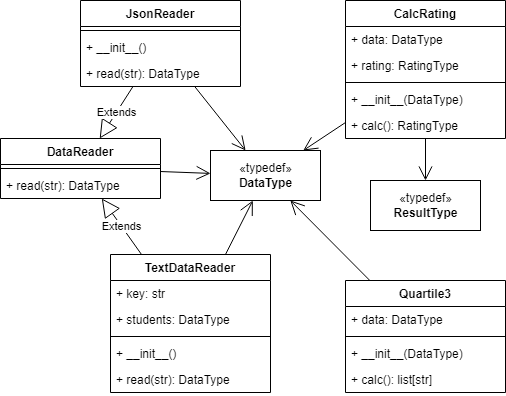 JsonReader
+ __init__()
+ read(str): DataType
CalcRating
+ data: DataType
+ rating: RatingType
+ __init__(DataType)
+ calc(): RatingType
Extends
DataReader
+ read(str): DataType
«typedef»
DataType
«typedef»
ResultType
Extends
TextDataReader
+ key: str
+ students: DataType
+ __init__()
+ read(str): DataType
Quartile3
+ data: DataType
+ __init__(DataType)
+ calc(): list[str]